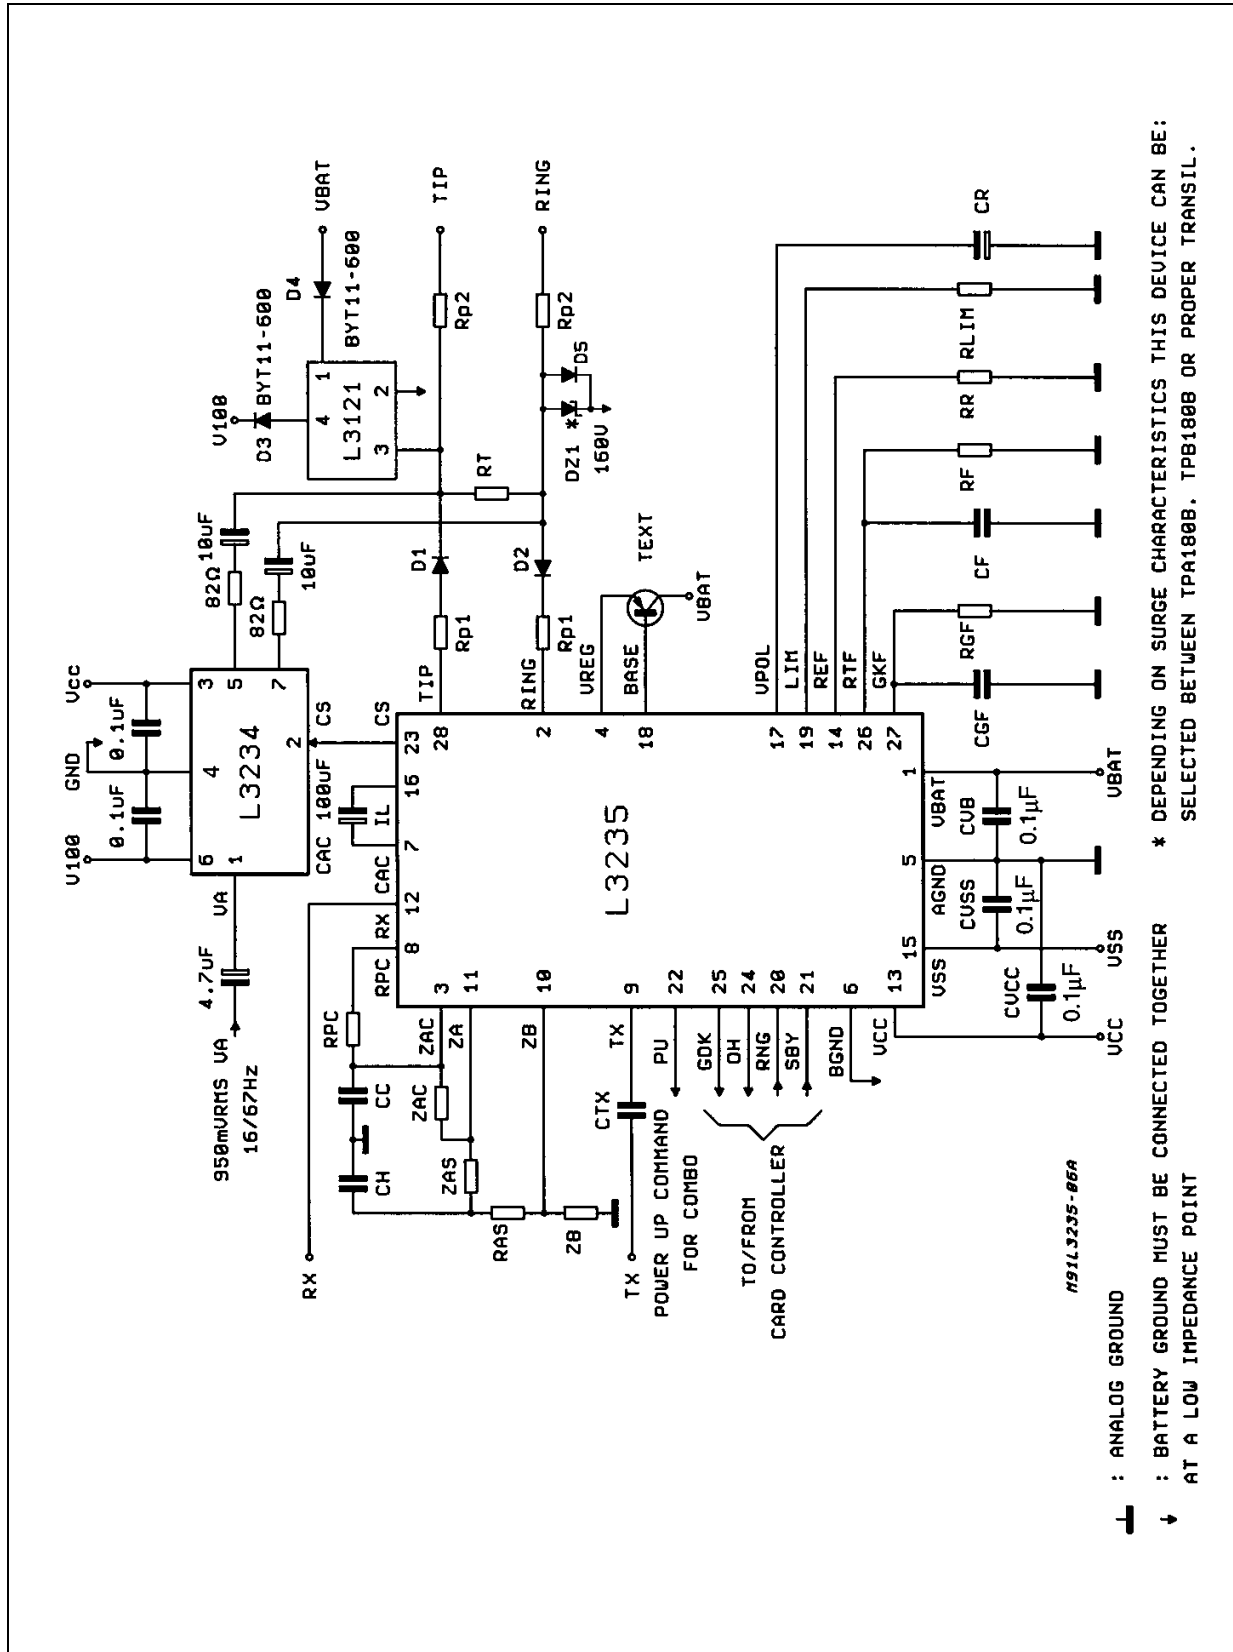 VBAT
TIP
RING
D4
BYT11-600
BYT11-600
V100
D3
L3121
1
2
3
4
Rp2
Rp2
D5
DZ1 *
160V
RT
10uF
82Ω
10uF
82Ω
D1
D2
Rp1
Rp1
TEXT
VBAT
Vcc
GND
V100
0.1uF
0.1uF
L3234
3
5
7
4
2
6
1
VA
4.7uF
950mVRMS VA
16/67Hz
CS
CS
CAC
100uF
IL
CAC
RX
RPC
TIP
RING
VREG
BASE
VPOL
LIM
REF
RTF
GKF
L3235
23
16
7
12
8
28
2
4
18
17
19
14
26
27
3
11
10
9
22
25
24
20
21
6
13
15
5
1
RPC
CC
CH
ZAC
ZAC
ZA
ZAS
RAS
ZB
ZB
RX
TX
CTX
TX
PU
POWER UP COMMAND
FOR COMBO
GDK
OH
RNG
SBY
TO/FROM
CARD CONTROLLER
BGND
VCC
VSS
AGND
VBAT
CVSS
0.1µF
CVB
0.1µF
CVCC
0.1µF
VCC
VSS
VBAT
CR
RLIM
RR
RF
CF
RGF
CGF
M91L3235-06A
: ANALOG GROUND
: BATTERY GROUND MUST BE CONNECTED TOGETHER
AT A LOW IMPEDANCE POINT
* DEPENDING ON SURGE CHARACTERISTICS THIS DEVICE CAN BE:
SELECTED BETWEEN TPA180B. TPB180B OR PROPER TRANSIL.